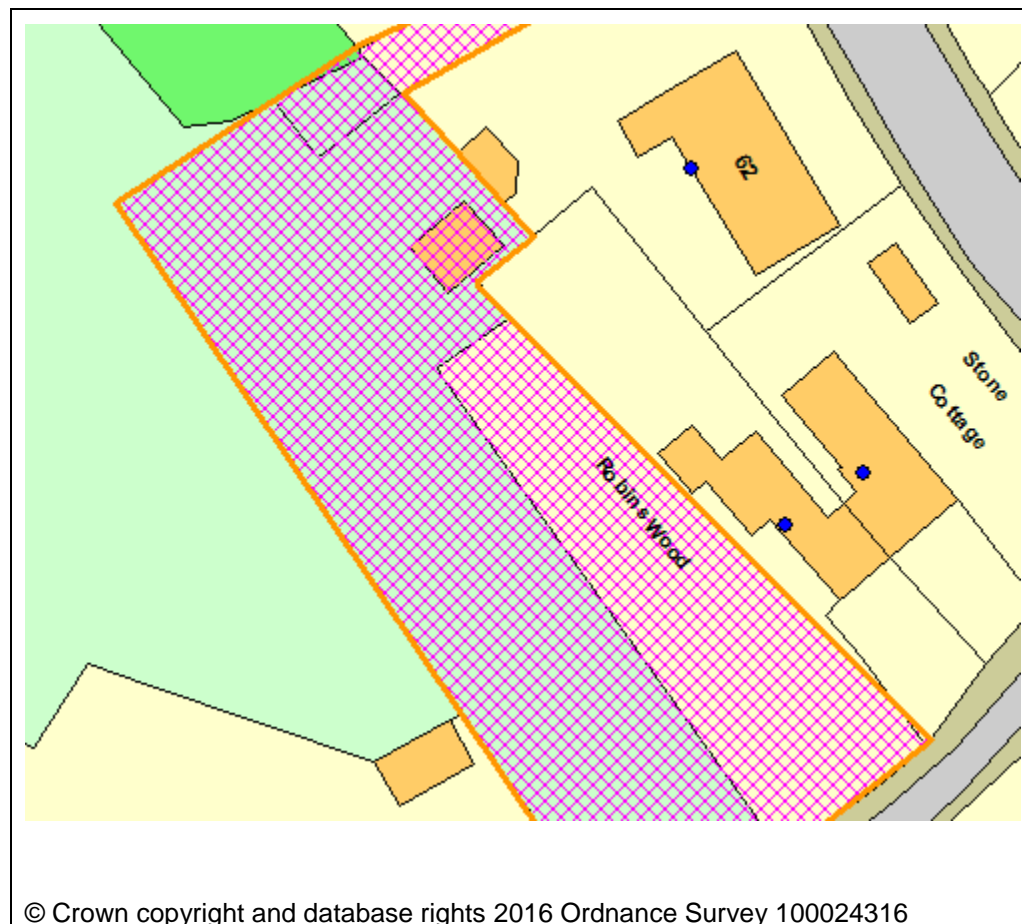 62
Stone
Cottage
Robins Wood
© Crown copyright and database rights 2016 Ordnance Survey 100024316